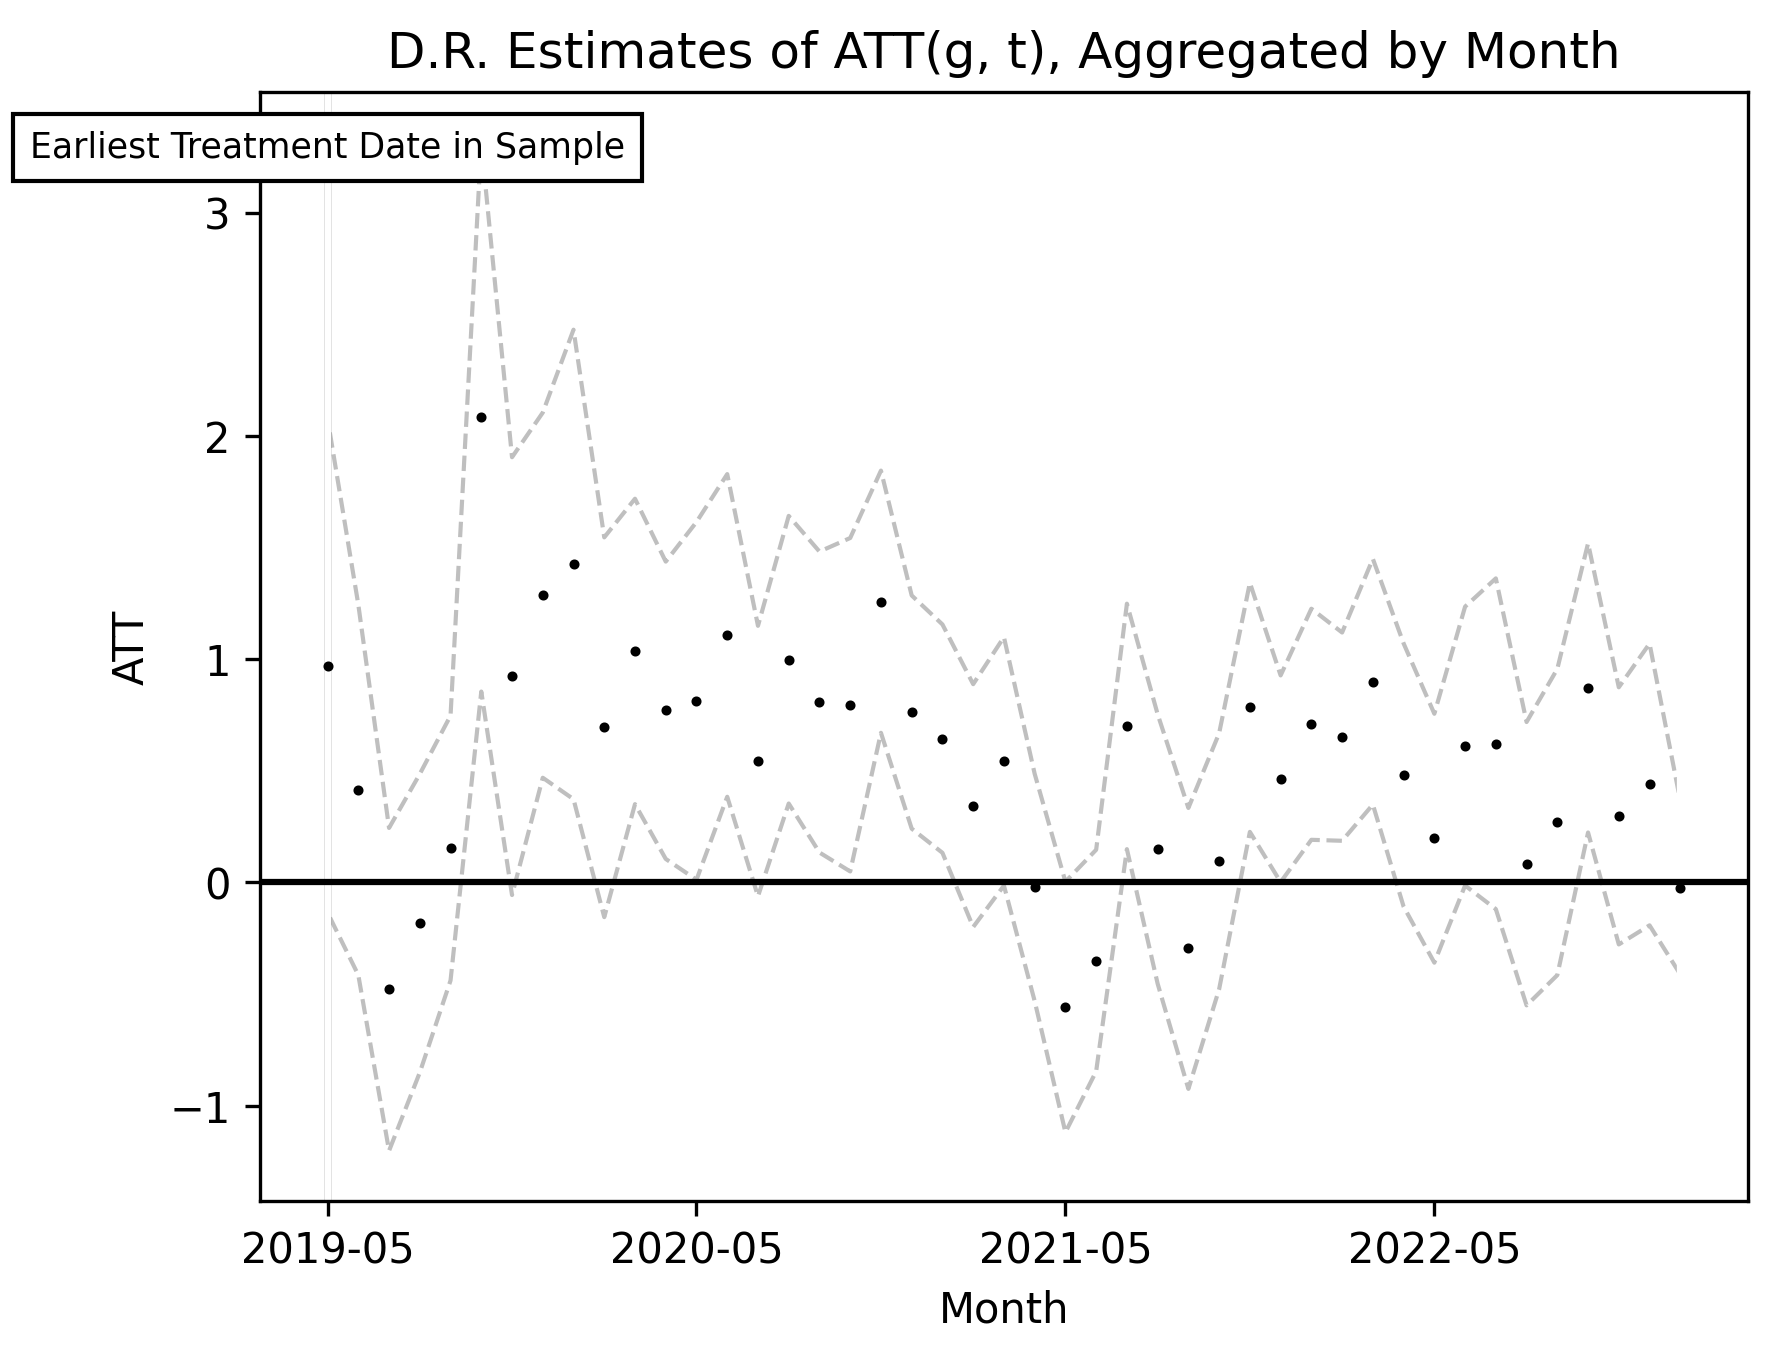 D.R. Estimates of ATT(g, t), Aggregated by Month
Earliest Treatment Date in Sample
3
2
1
0
−1
ATT
2019-05
2020-05
2021-05
2022-05
Month